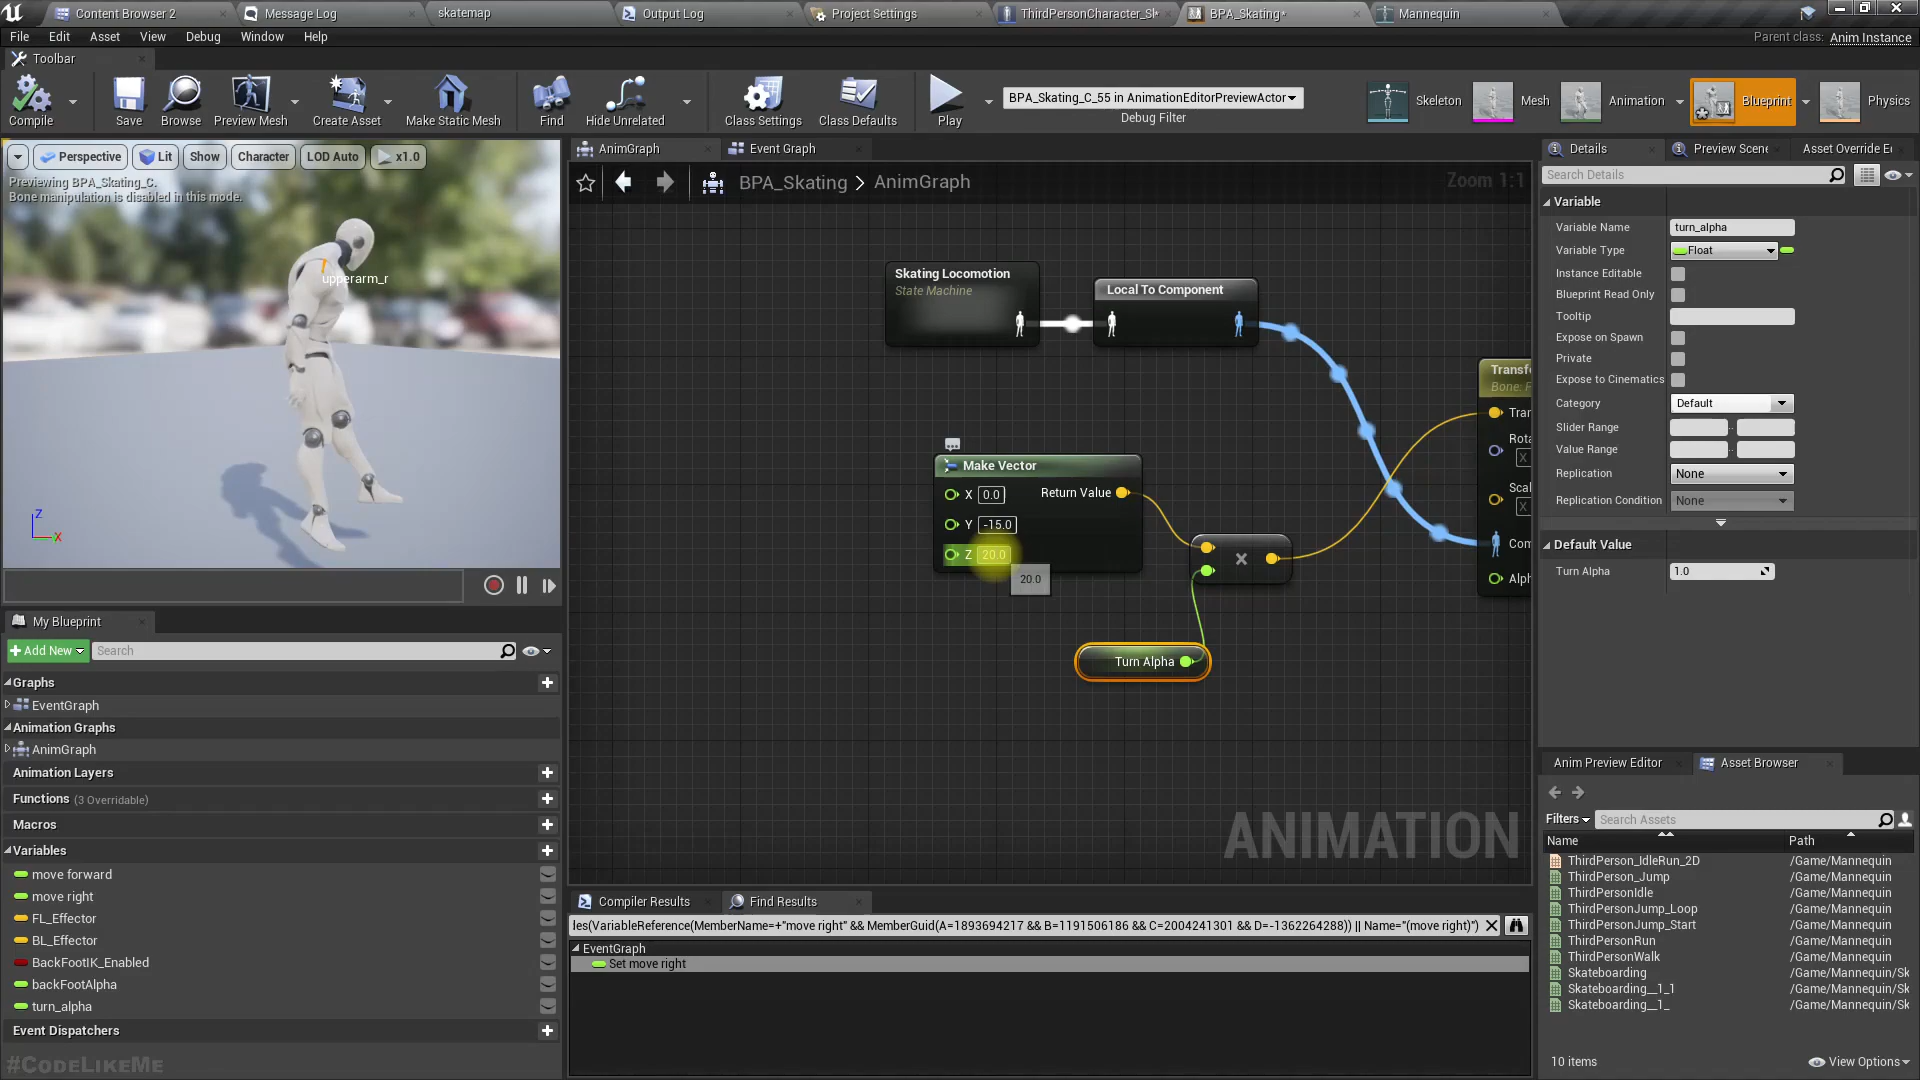 Content Browser 2
Message Log
skatemap
Output Log
Project Settings
ThirdPersonCharacter_Sk*
BPA_Skating*
Mannequin
File Edit Asset View Debug Window Help
Parent class: Anim Instance
Toolbar
Compile
Save
Browse
Preview Mesh
Create Asset
Make Static Mesh
Find
Hide Unrelated
Class Settings
Class Defaults
Play
BPA_Skating_C_55 in AnimationEditorPreviewActor
Debug Filter
Skeleton
Mesh
Animation
Blueprint
Physics
Perspective
Lit
Show
Character
LOD Auto
x1.0
Previewing BPA_Skating_C.
Bone manipulation is disabled in this mode.
upperarm_r
Z
X
AnimGraph
Event Graph
BPA_Skating > AnimGraph
Zoom 1:1
Skating Locomotion
State Machine
Local To Component
Make Vector
X 0.0
Return Value
Y -15.0
Z 20.0
20.0
Turn Alpha
Transf
Bone: F
Tran
Rota
X
Scal
X
Com
Alph
ANIMATION
My Blueprint
Add New
Search
Graphs
EventGraph
Animation Graphs
AnimGraph
Animation Layers
Functions (3 Overridable)
Macros
Variables
move forward
move right
FL_Effector
BL_Effector
BackFootIK_Enabled
backFootAlpha
turn_alpha
Event Dispatchers
#CODELIKEME
Compiler Results
Find Results
les(VariableReference(MemberName=+"move right" && MemberGuid(A=1893694217 && B=1191506186 && C=2004241301 && D=-1362264288)) || Name="(move right)")
EventGraph
Set move right
Details
Preview Scene
Asset Override Ec
Search Details
Variable
Variable Name turn_alpha
Variable Type Float
Instance Editable
Blueprint Read Only
Tooltip
Expose on Spawn
Private
Expose to Cinematics
Category Default
Slider Range
Value Range
Replication None
Replication Condition None
Default Value
Turn Alpha 1.0
Anim Preview Editor
Asset Browser
Filters
Search Assets
Name Path
ThirdPerson_IdleRun_2D /Game/Mannequin
ThirdPerson_Jump /Game/Mannequin
ThirdPersonIdle /Game/Mannequin
ThirdPersonJump_Loop /Game/Mannequin
ThirdPersonJump_Start /Game/Mannequin
ThirdPersonRun /Game/Mannequin
ThirdPersonWalk /Game/Mannequin
Skateboarding /Game/Mannequin/Sk
Skateboarding__1_1 /Game/Mannequin/Sk
Skateboarding__1_ /Game/Mannequin/Sk
10 items
View Options